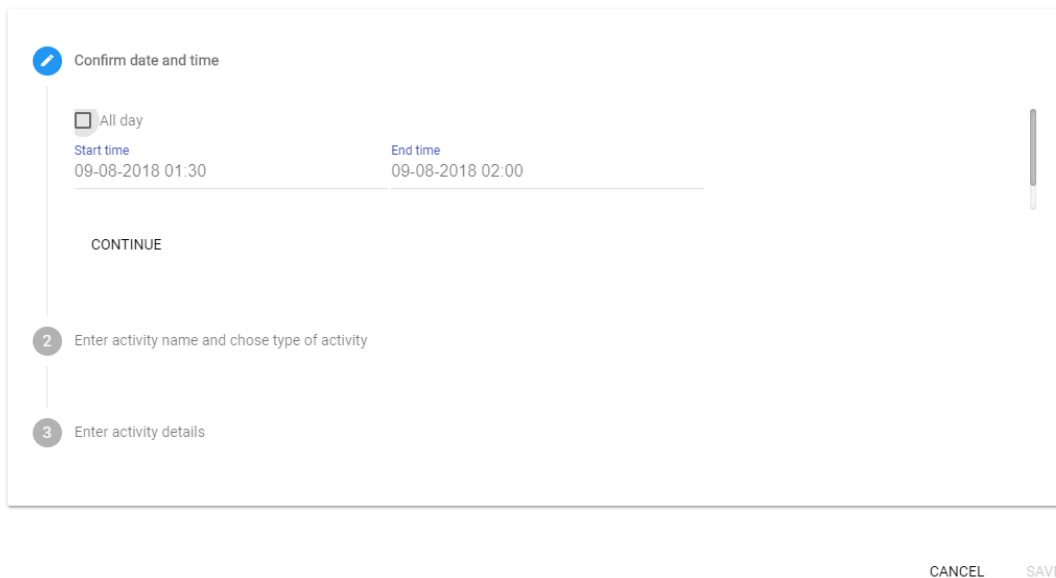 Confirm date and time
All day
Start time End time
09-08-2018 01:30 09-08-2018 02:00
CONTINUE
2 Enter activity name and chose type of activity
3 Enter activity details
CANCEL SAVE